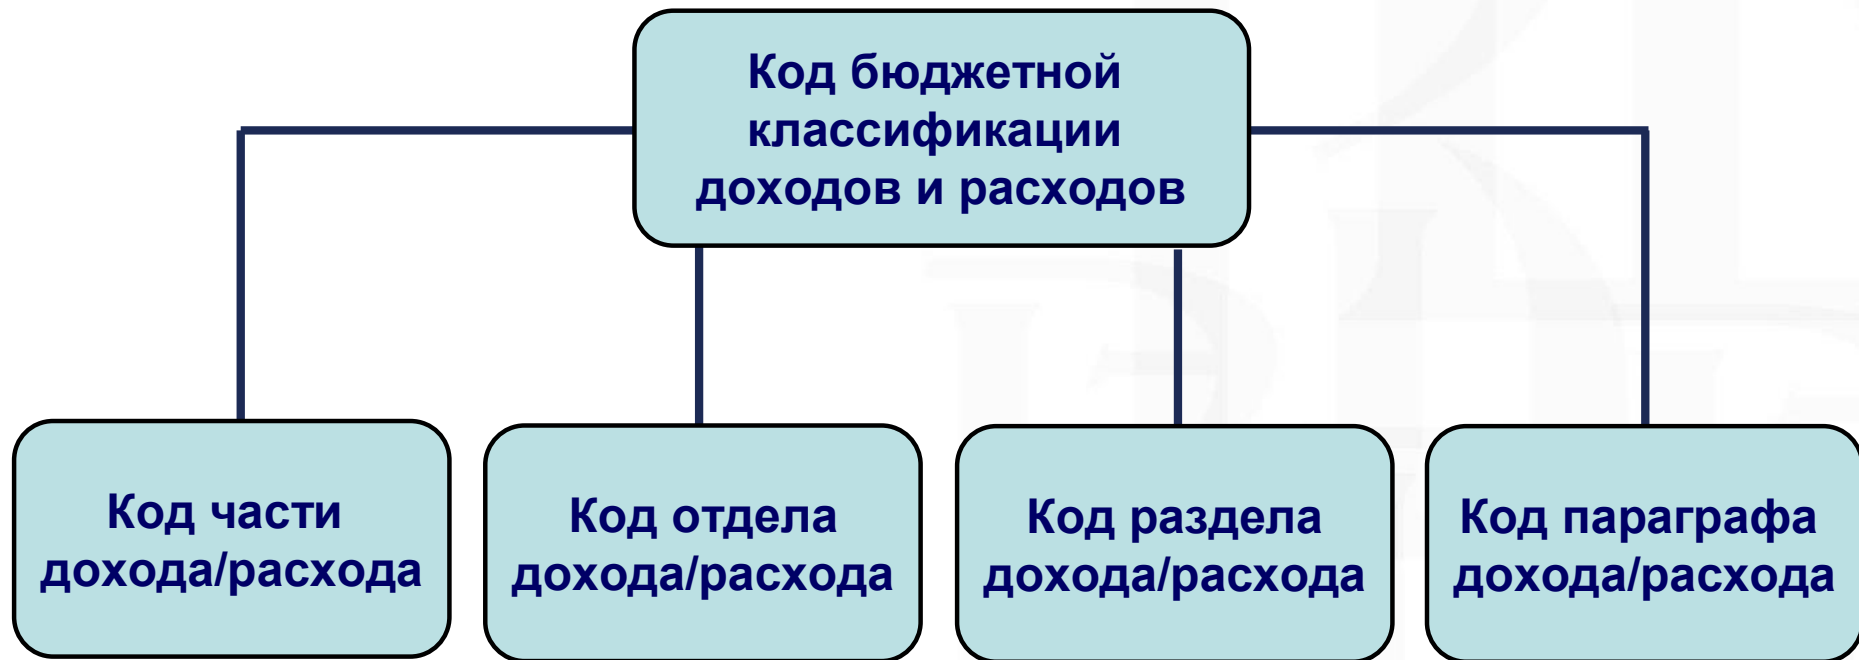 Код бюджетной
классификации
доходов и расходов
Код части
дохода/расхода
Код отдела
дохода/расхода
Код раздела
дохода/расхода
Код параграфа
дохода/расхода